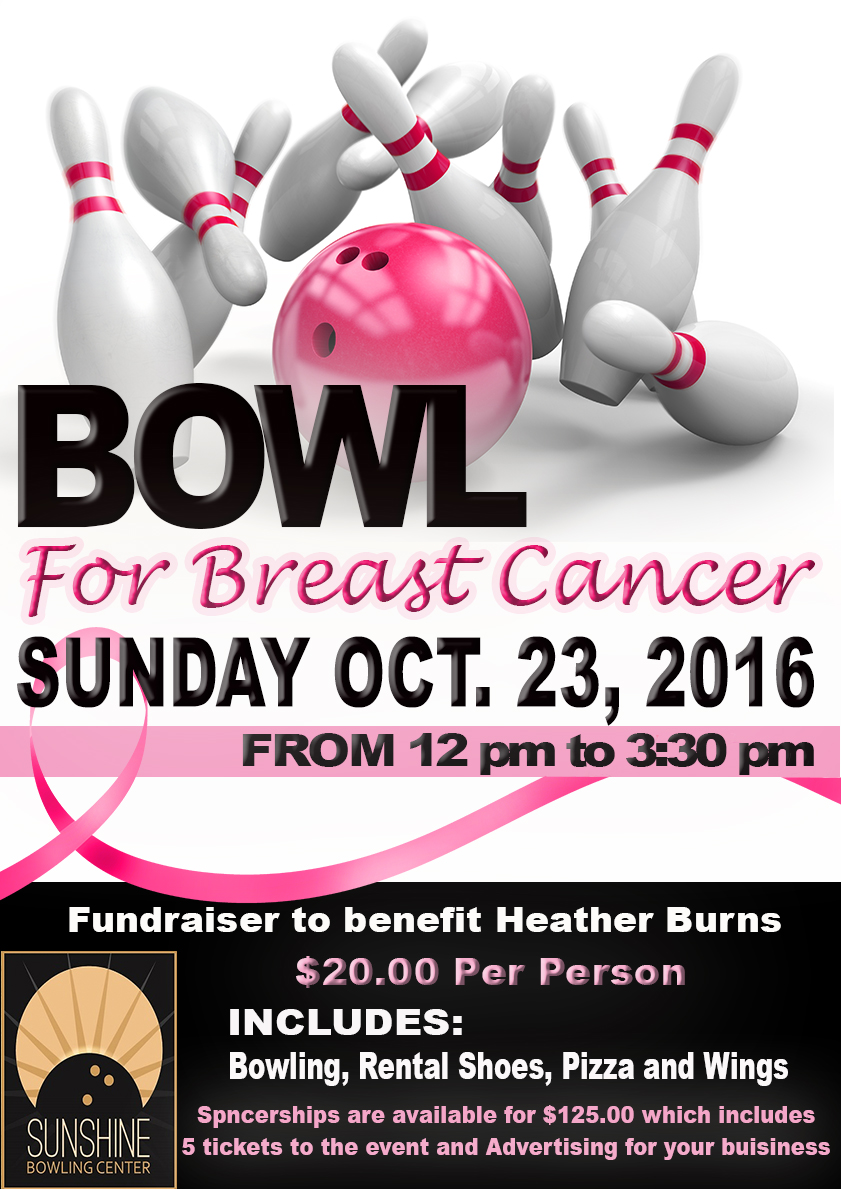 BOWL
For Breast Cancer
SUNDAY OCT. 23, 2016
FROM 12 pm to 3:30 pm
Fundraiser to benefit Heather Burns
$20.00 Per Person
INCLUDES:
Bowling, Rental Shoes, Pizza and Wings
Spncerships are available for $125.00 which includes
5 tickets to the event and Advertising for your buisiness
SUNSHINE
BOWLING CENTER